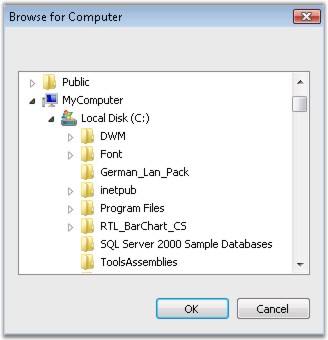 Browse for Computer
Public
MyComputer
Local Disk (C:)
DWM
Font
German_Lan_Pack
inetpub
Program Files
RTL_BarChart_CS
SQL Server 2000 Sample Databases
ToolsAssemblies
OK Cancel